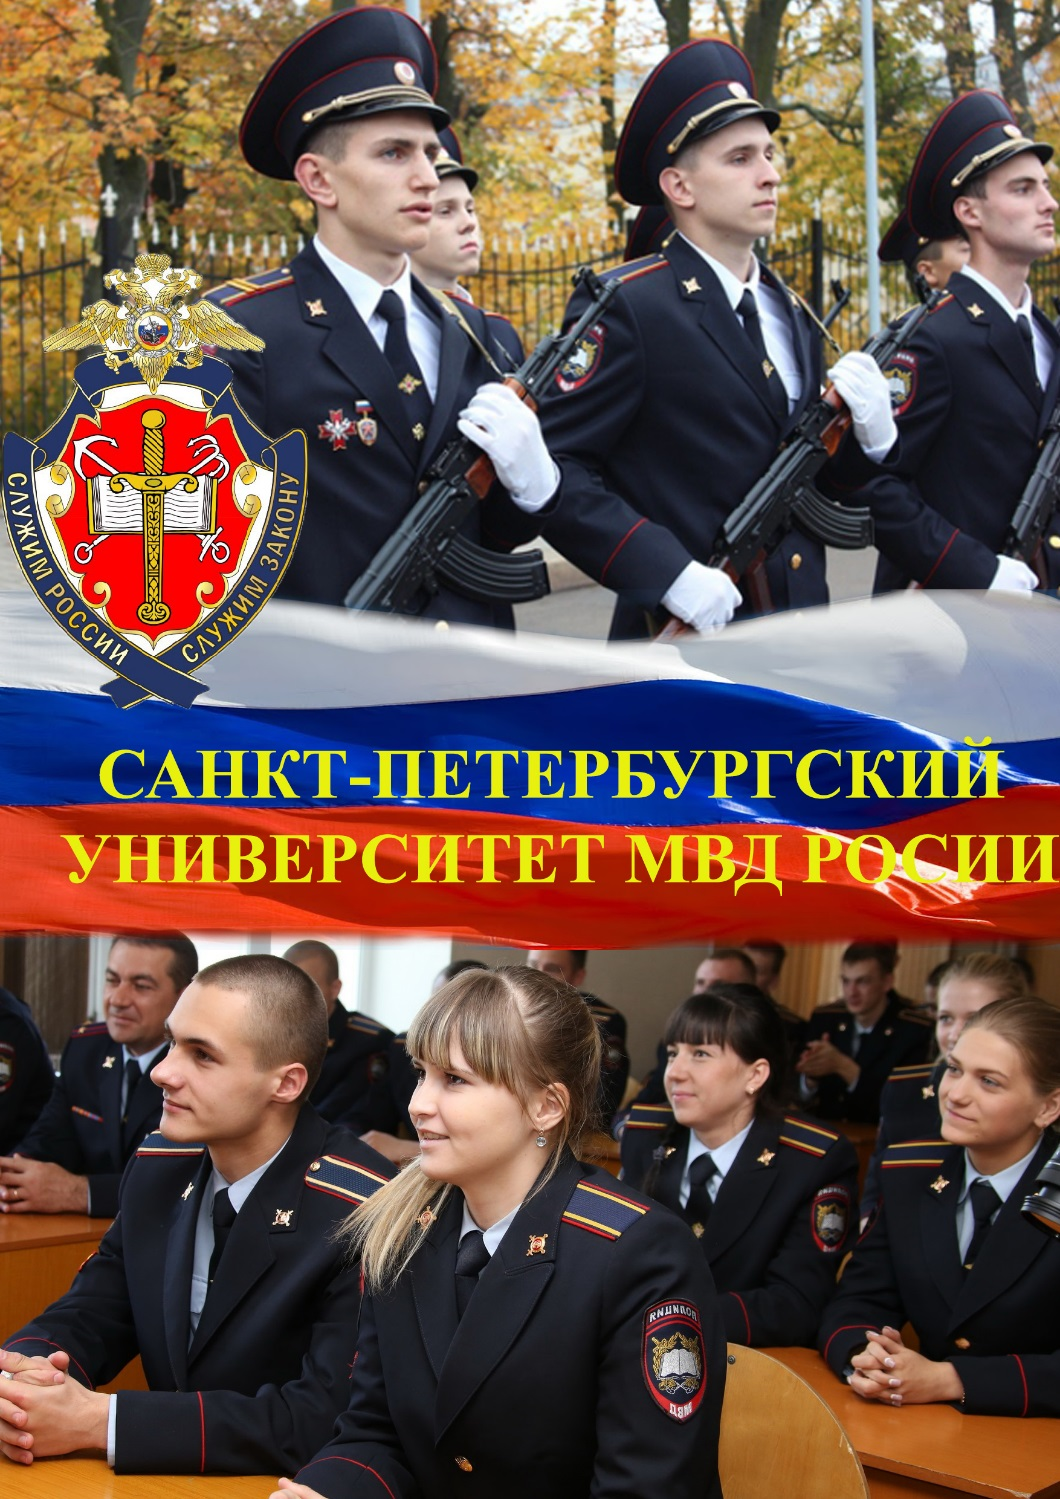 СЛУЖИМ РОССИИ
СЛУЖИМ ЗАКОНУ
САНКТ-ПЕТЕРБУРГСКИЙ
УНИВЕРСИТЕТ МВД РОСИИ